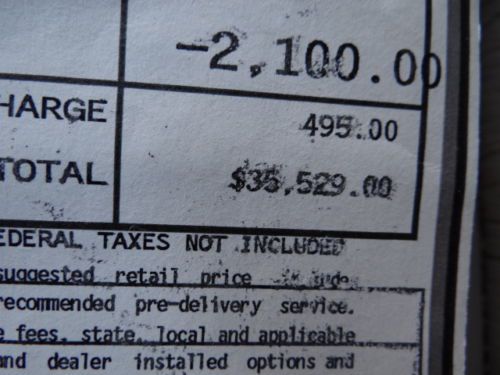 -2,100.00
HARGE 495.00
TOTAL $35,529.00
EDERAL TAXES NOT INCLUDED
suggested retail price
recommended pre-delivery service.
e fees, state, local and applicable
and dealer installed options and